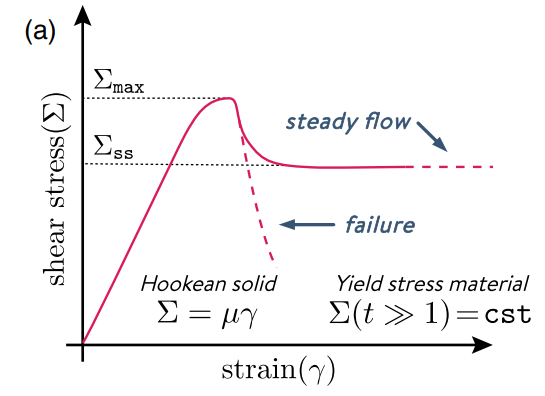 (a)
Σmax
Σss
shear stress(Σ)
steady flow
failure
Hookean solid
Σ = μγ
Yield stress material
Σ(t ≫ 1)=cst
strain(γ)